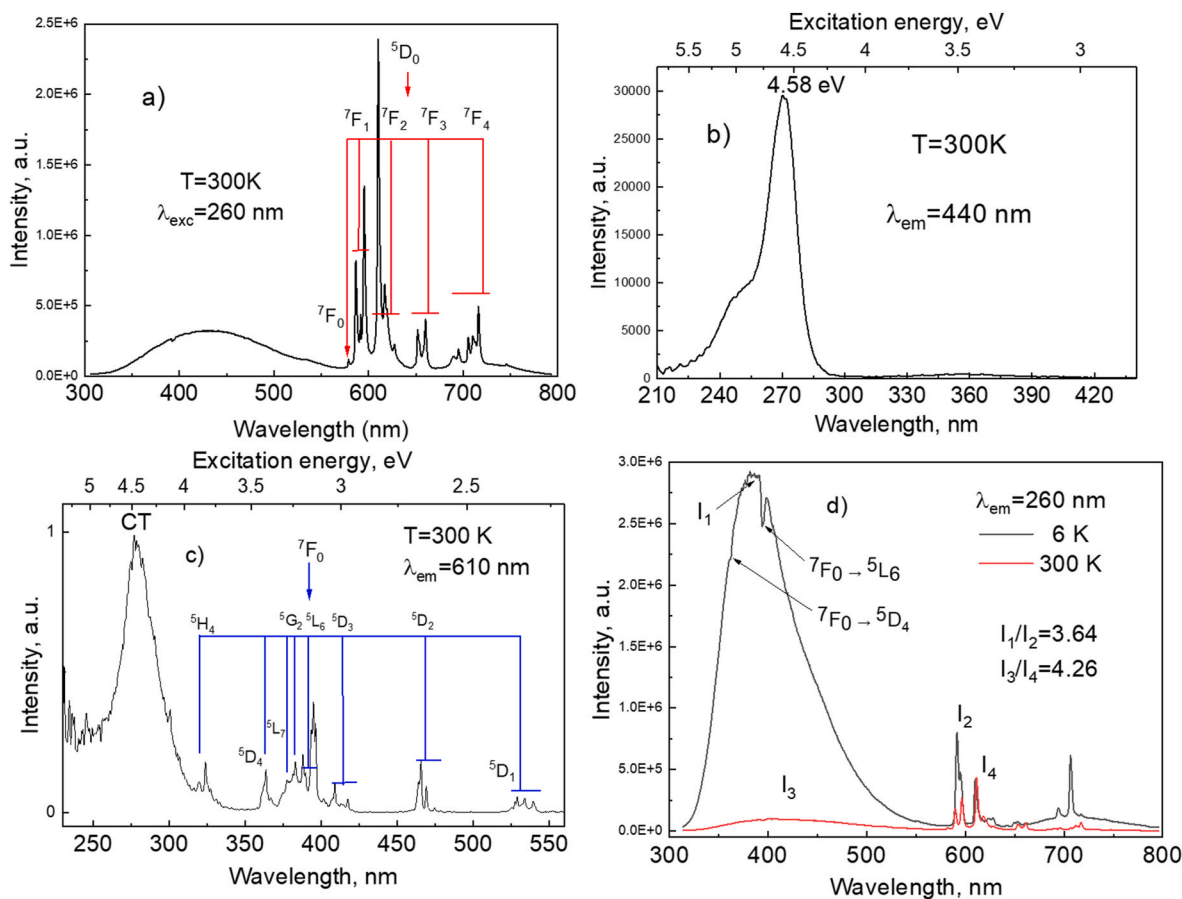 2.5E+6
2.0E+6
1.5E+6
1.0E+6
5.0E+5
0.0E+0
Intensity, a.u.
a)
T=300K
λexc=260 nm
⁵D₀
⁷F₁
⁷F₂
⁷F₃
⁷F₄
⁷F₀
300 400 500 600 700 800
Wavelength (nm)
Excitation energy, eV
5.5 5 4.5 4 3.5 3
30000
25000
20000
15000
10000
5000
0
Intensity, a.u.
4.58 eV
b)
T=300K
λem=440 nm
210 240 270 300 330 360 390 420
Wavelength, nm
Excitation energy, eV
5 4.5 4 3.5 3 2.5
1
0
Intensity, a.u.
CT
c)
T=300 K
λem=610 nm
⁷F₀
⁵H₄
⁵G₂
⁵L₆
⁵D₃
⁵D₂
⁵L₇
⁵D₄
⁵D₁
250 300 350 400 450 500 550
Wavelength, nm
3.0E+6
2.5E+6
2.0E+6
1.5E+6
1.0E+6
5.0E+5
0.0E+0
Intensity, a.u.
d)
λem=260 nm
6 K
300 K
I₁
⁷F₀→⁵L₆
⁷F₀→⁵D₄
I₁/I₂=3.64
I₃/I₄=4.26
I₂
I₄
I₃
300 400 500 600 700 800
Wavelength, nm